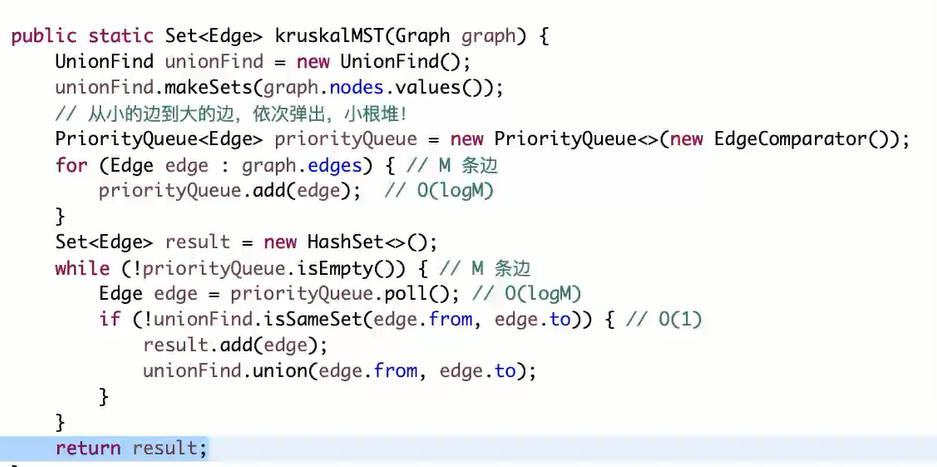 public static Set<Edge> kruskalMST(Graph graph) {
    UnionFind unionFind = new UnionFind();
    unionFind.makeSets(graph.nodes.values());
    // 从小的边到大的边，依次弹出，小根堆！
    PriorityQueue<Edge> priorityQueue = new PriorityQueue<>(new EdgeComparator());
    for (Edge edge : graph.edges) { // M 条边
        priorityQueue.add(edge);  // O(logM)
    }
    Set<Edge> result = new HashSet<>();
    while (!priorityQueue.isEmpty()) { // M 条边
        Edge edge = priorityQueue.poll(); // O(logM)
        if (!unionFind.isSameSet(edge.from, edge.to)) { // O(1)
            result.add(edge);
            unionFind.union(edge.from, edge.to);
        }
    }
    return result;